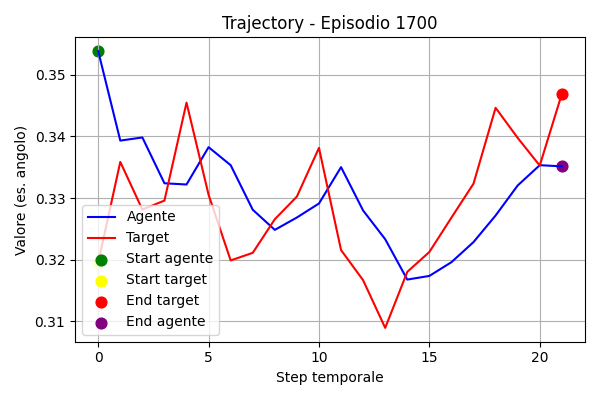 Trajectory - Episodio 1700
Valore (es. angolo)
0.35
0.34
0.33
0.32
0.31
Agente
Target
Start agente
Start target
End target
End agente
0 5 10 15 20
Step temporale